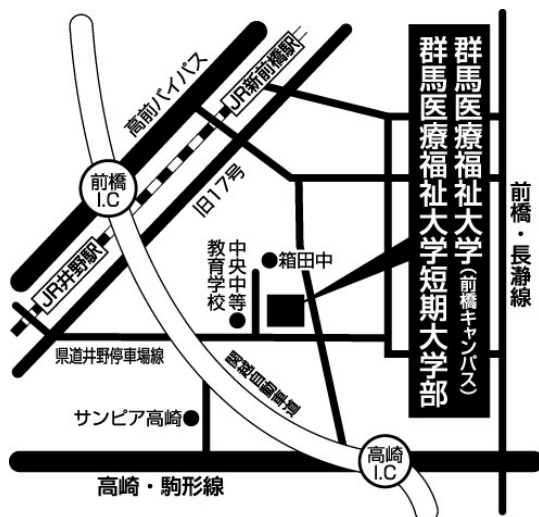 高前バイパス
JR新前橋駅
旧17号
前橋
I.C
JR井野駅
県道井野停車場線
中央中等
教育学校
箱田中
群馬医療福祉大学(前橋キャンパス)
群馬医療福祉大学短期大学部
前橋・長瀞線
関越自動車道
サンピア高崎
高崎
I.C
高崎・駒形線